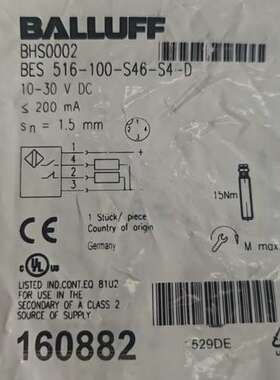 BALLUFF
BHS0002
BES 516-100-S46-S4-D
10-30 V DC
≤ 200 mA
sn = 1.5 mm
1
4
2
3
15Nm
CE
1 Stück/ piece
Country of origin
Germany
M max.
UL
LISTED IND.CONT.EQ 81U2
FOR USE IN THE
SECONDARY OF A CLASS 2
SOURCE OF SUPPLY
160882
1529DE